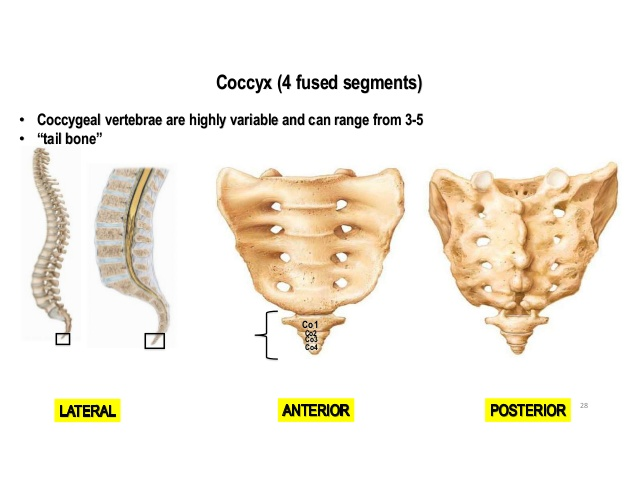 Coccyx (4 fused segments)
• Coccygeal vertebrae are highly variable and can range from 3-5
• “tail bone”
Co1
Co2
Co3
Co4
LATERAL
ANTERIOR
POSTERIOR
28